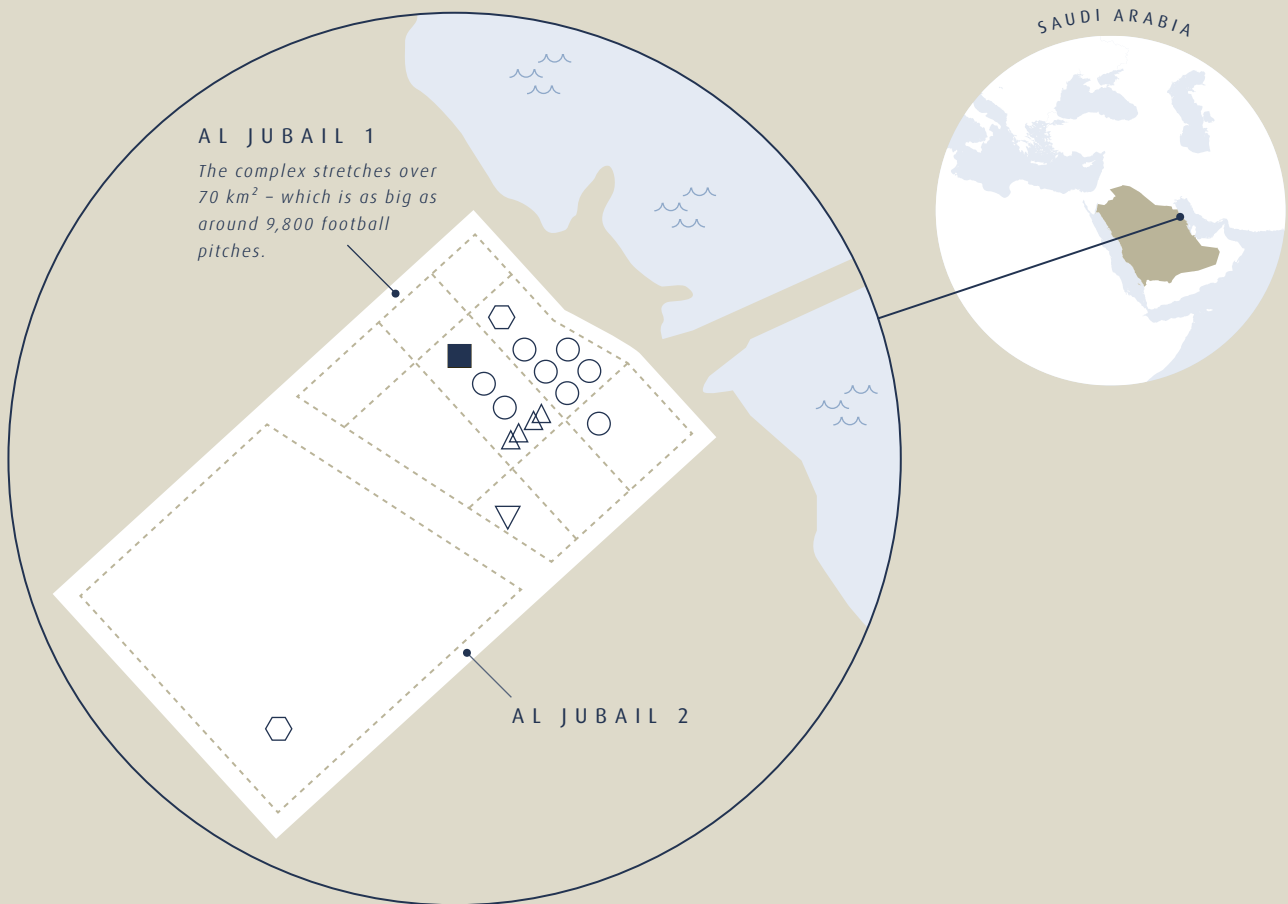 SAUDI ARABIA
AL JUBAIL 1
The complex stretches over
70 km² – which is as big as
around 9,800 football
pitches.
AL JUBAIL 2